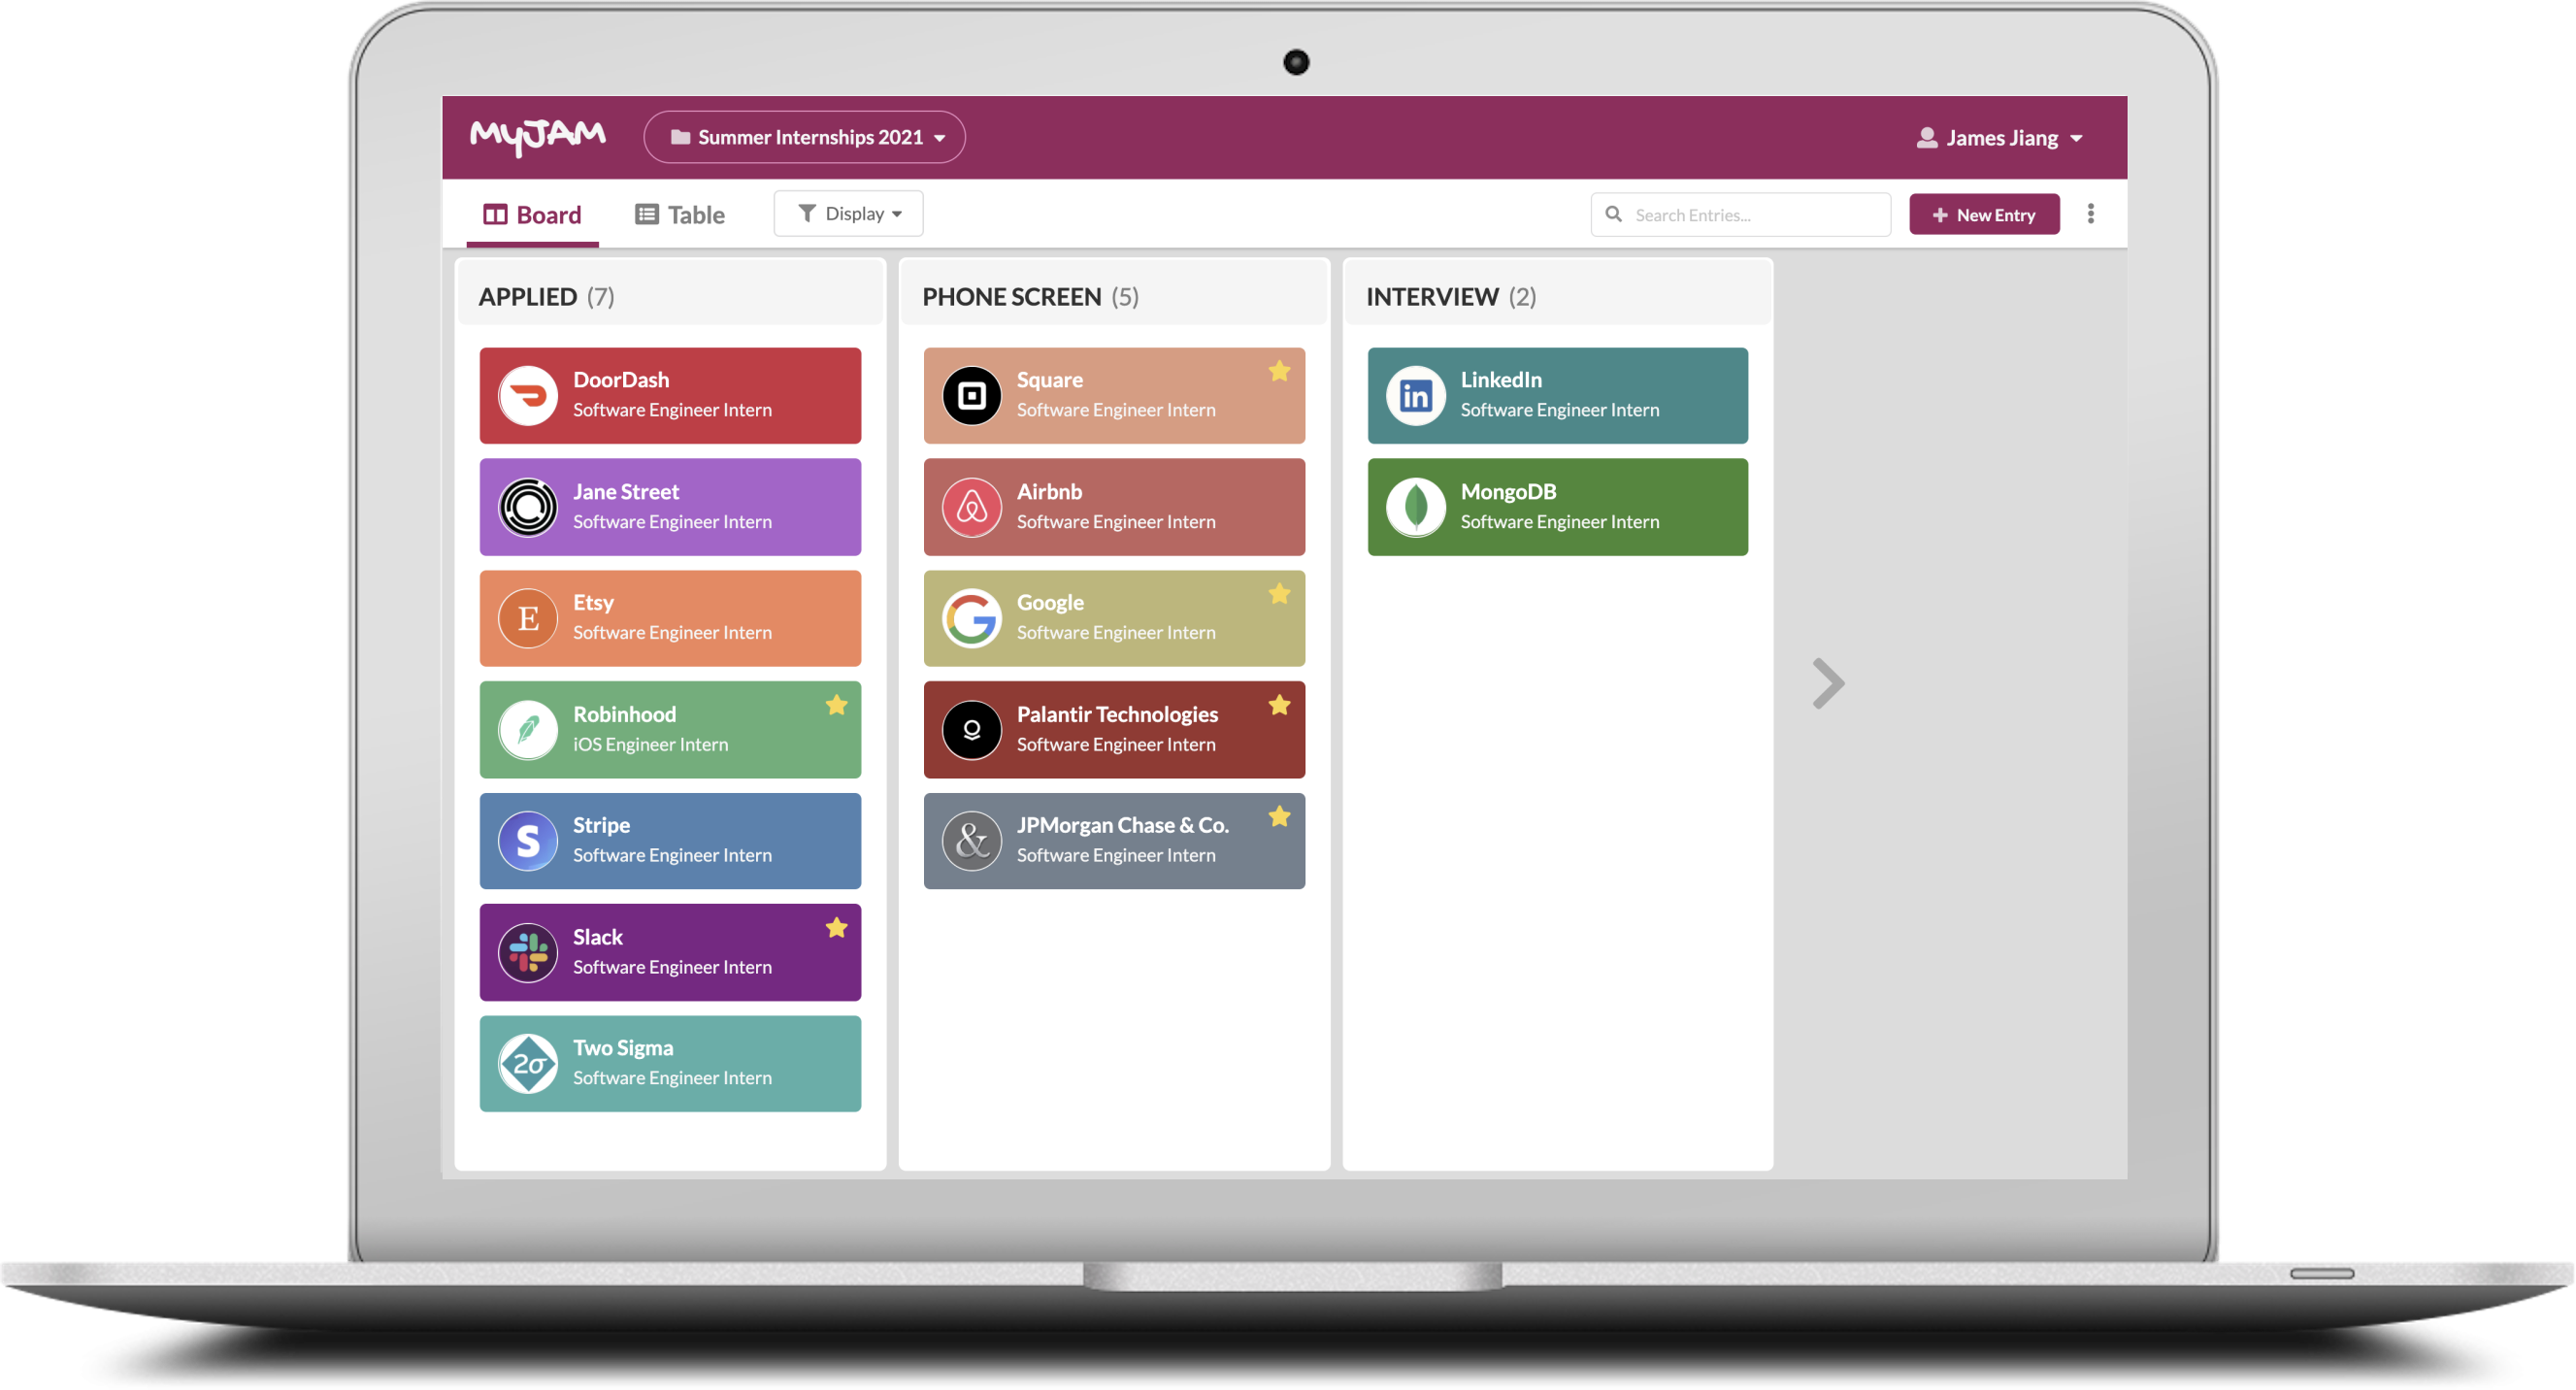 MyJAM
Summer Internships 2021
James Jiang
Board
Table
Display
Search Entries...
New Entry
APPLIED (7)
DoorDash
Software Engineer Intern
Jane Street
Software Engineer Intern
E
Etsy
Software Engineer Intern
Robinhood
iOS Engineer Intern
S
Stripe
Software Engineer Intern
Slack
Software Engineer Intern
2σ
Two Sigma
Software Engineer Intern
PHONE SCREEN (5)
Square
Software Engineer Intern
Airbnb
Software Engineer Intern
G
Google
Software Engineer Intern
Palantir Technologies
Software Engineer Intern
&
JPMorgan Chase & Co.
Software Engineer Intern
INTERVIEW (2)
in
LinkedIn
Software Engineer Intern
MongoDB
Software Engineer Intern